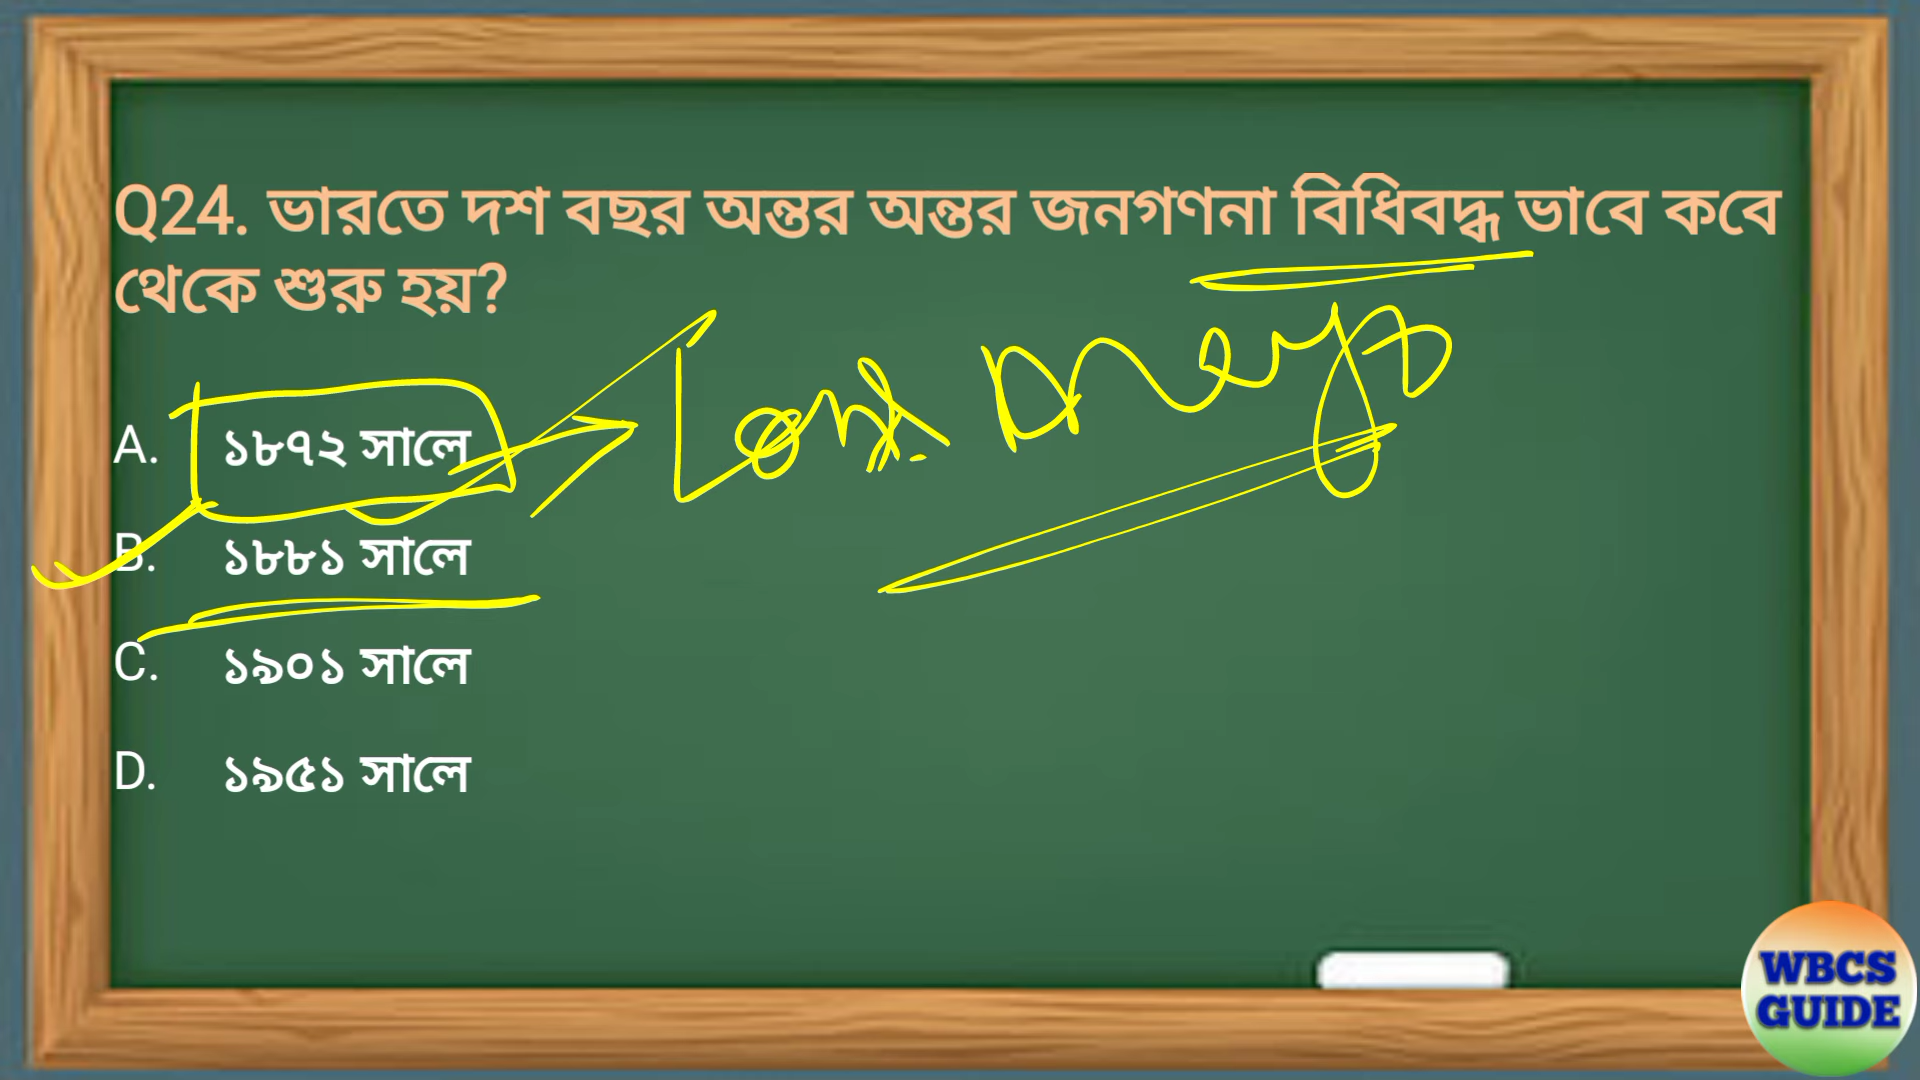 Q24. ভারতে দশ বছর অন্তর অন্তর জনগণনা বিধিবদ্ধ ভাবে কবে
থেকে শুরু হয়?
A. ১৮৭২ সালে
B. ১৮৮১ সালে
C. ১৯০১ সালে
D. ১৯৫১ সালে
WBCS
GUIDE